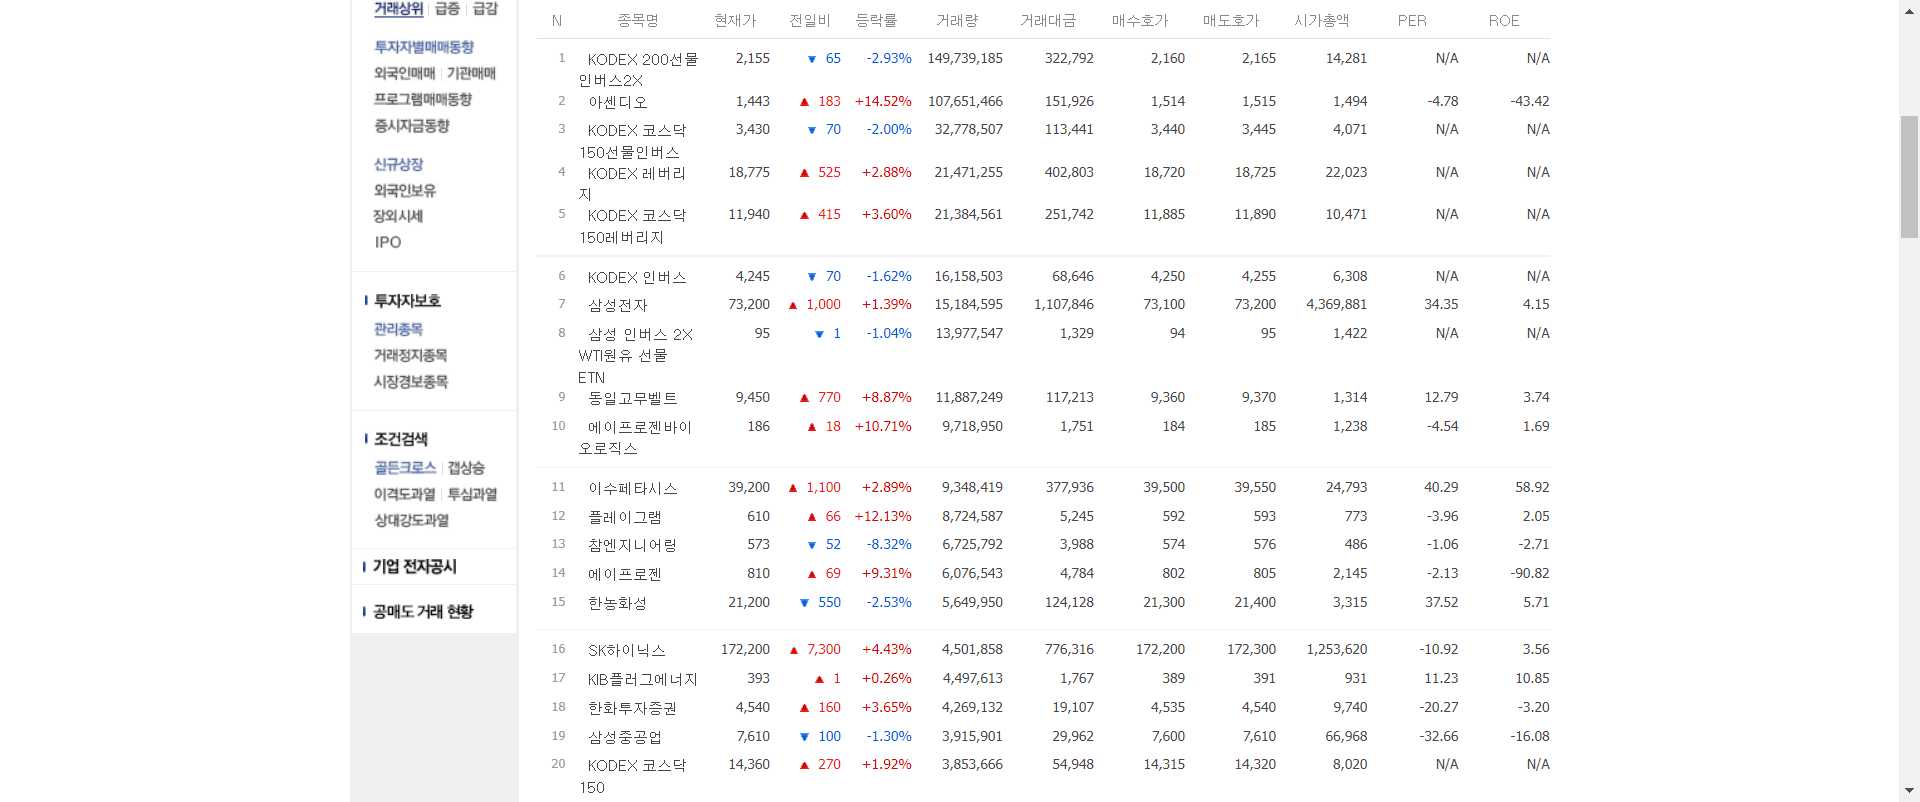 거래상위 급증 급감
투자자별매매동향
외국인매매 기관매매
프로그램매매동향
증시자금동향
신규상장
외국인보유
장외시세
IPO
투자자보호
관리종목
거래정지종목
시장경보종목
조건검색
골든크로스 갭상승
이격도과열 투심과열
상대강도과열
기업 전자공시
공매도 거래 현황
N 종목명 현재가 전일비 등락률 거래량 거래대금 매수호가 매도호가 시가총액 PER ROE
1 KODEX 200선물 2,155 ▼ 65 -2.93% 149,739,185 322,792 2,160 2,165 14,281 N/A N/A
인버스2X
2 아센디오 1,443 ▲ 183 +14.52% 107,651,466 151,926 1,514 1,515 1,494 -4.78 -43.42
3 KODEX 코스닥 3,430 ▼ 70 -2.00% 32,778,507 113,441 3,440 3,445 4,071 N/A N/A
150선물인버스
4 KODEX 레버리 18,775 ▲ 525 +2.88% 21,471,255 402,803 18,720 18,725 22,023 N/A N/A
지
5 KODEX 코스닥 11,940 ▲ 415 +3.60% 21,384,561 251,742 11,885 11,890 10,471 N/A N/A
150레버리지
6 KODEX 인버스 4,245 ▼ 70 -1.62% 16,158,503 68,646 4,250 4,255 6,308 N/A N/A
7 삼성전자 73,200 ▲ 1,000 +1.39% 15,184,595 1,107,846 73,100 73,200 4,369,881 34.35 4.15
8 삼성 인버스 2X 95 ▼ 1 -1.04% 13,977,547 1,329 94 95 1,422 N/A N/A
WTI원유 선물
ETN
9 동일고무벨트 9,450 ▲ 770 +8.87% 11,887,249 117,213 9,360 9,370 1,314 12.79 3.74
10 에이프로젠바이 186 ▲ 18 +10.71% 9,718,950 1,751 184 185 1,238 -4.54 1.69
오로직스
11 이수페타시스 39,200 ▲ 1,100 +2.89% 9,348,419 377,936 39,500 39,550 24,793 40.29 58.92
12 플레이그램 610 ▲ 66 +12.13% 8,724,587 5,245 592 593 773 -3.96 2.05
13 참엔지니어링 573 ▼ 52 -8.32% 6,725,792 3,988 574 576 486 -1.06 -2.71
14 에이프로젠 810 ▲ 69 +9.31% 6,076,543 4,784 802 805 2,145 -2.13 -90.82
15 한농화성 21,200 ▼ 550 -2.53% 5,649,950 124,128 21,300 21,400 3,315 37.52 5.71
16 SK하이닉스 172,200 ▲ 7,300 +4.43% 4,501,858 776,316 172,200 172,300 1,253,620 -10.92 3.56
17 KIB플러그에너지 393 ▲ 1 +0.26% 4,497,613 1,767 389 391 931 11.23 10.85
18 한화투자증권 4,540 ▲ 160 +3.65% 4,269,132 19,107 4,535 4,540 9,740 -20.27 -3.20
19 삼성중공업 7,610 ▼ 100 -1.30% 3,915,901 29,962 7,600 7,610 66,968 -32.66 -16.08
20 KODEX 코스닥 14,360 ▲ 270 +1.92% 3,853,666 54,948 14,315 14,320 8,020 N/A N/A
150